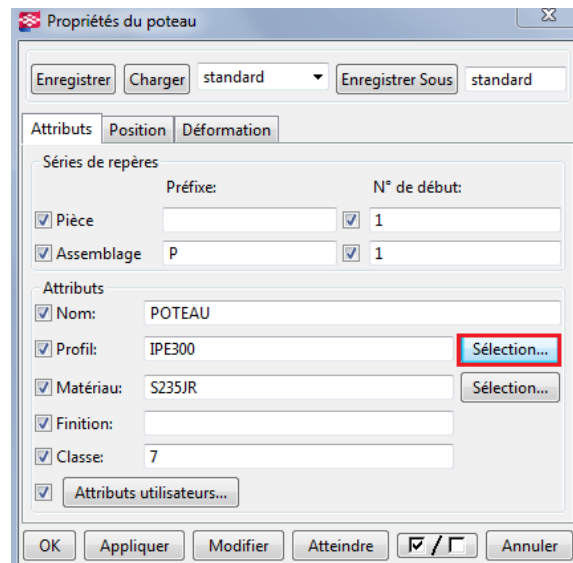 Propriétés du poteau
Enregistrer Charger standard Enregistrer Sous standard
Attributs Position Déformation
Séries de repères
Préfixe: N° de début:
Pièce 1
Assemblage P 1
Attributs
Nom: POTEAU
Profil: IPE300 Sélection...
Matériau: S235JR Sélection...
Finition:
Classe: 7
Attributs utilisateurs...
OK Appliquer Modifier Atteindre / Annuler